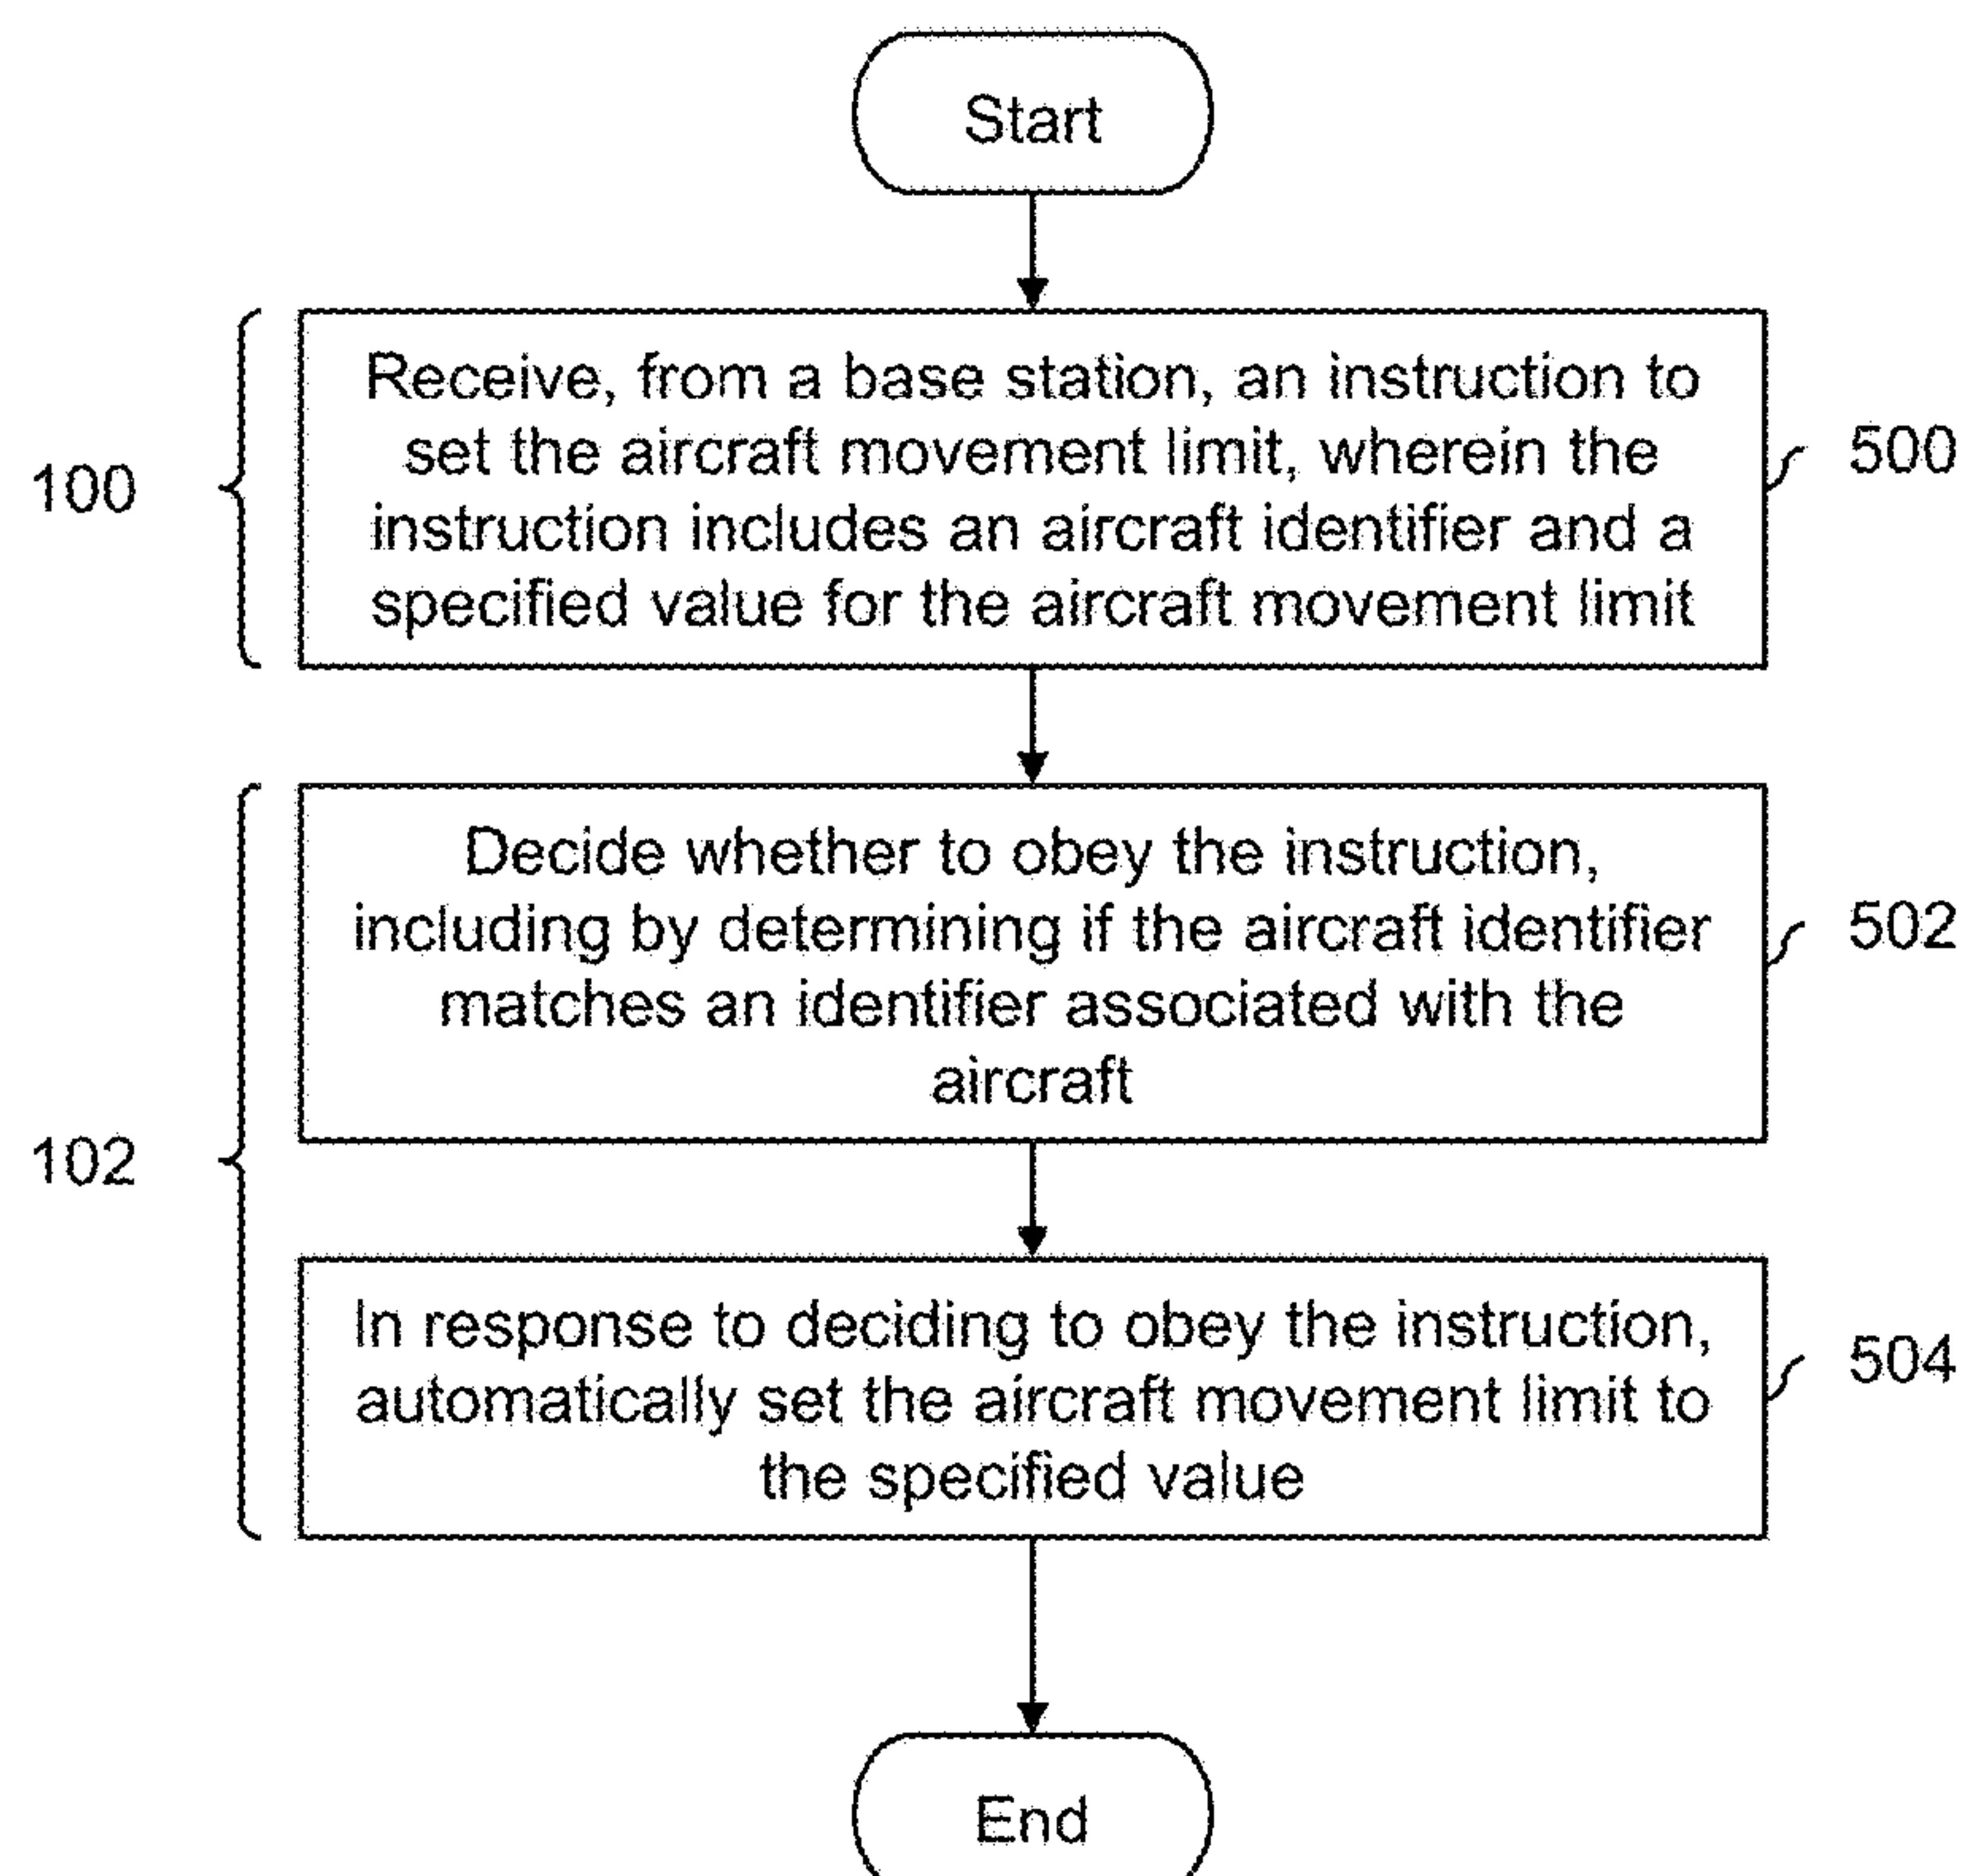 Start
100
Receive, from a base station, an instruction to
set the aircraft movement limit, wherein the
instruction includes an aircraft identifier and a
specified value for the aircraft movement limit
500
102
Decide whether to obey the instruction,
including by determining if the aircraft identifier
matches an identifier associated with the
aircraft
502
In response to deciding to obey the instruction,
automatically set the aircraft movement limit to
the specified value
504
End